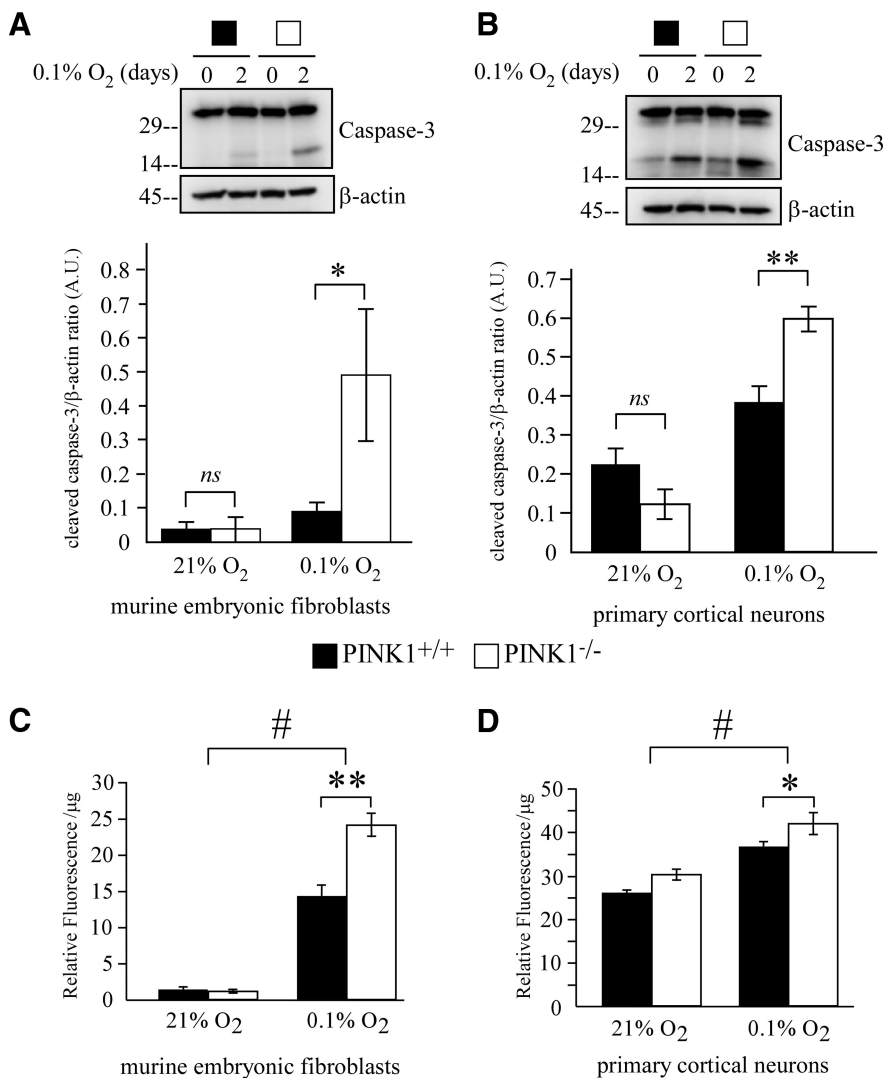 A
0.1% O2 (days) 0 2 0 2
29--
Caspase-3
14--
45-- β-actin
cleaved caspase-3/β-actin ratio (A.U.)
0.8
0.7
0.6
0.5
0.4
0.3
0.2
0.1
0
*
ns
21% O2 0.1% O2
murine embryonic fibroblasts
B
0.1% O2 (days) 0 2 0 2
29--
Caspase-3
14--
45-- β-actin
cleaved caspase-3/β-actin ratio (A.U.)
0.7
0.6
0.5
0.4
0.3
0.2
0.1
0
**
ns
21% O2 0.1% O2
primary cortical neurons
PINK1+/+ PINK1-/-
C
#
**
Relative Fluorescence/μg
30
25
20
15
10
5
0
21% O2 0.1% O2
murine embryonic fibroblasts
D
#
*
Relative Fluorescence/μg
50
40
30
20
10
0
21% O2 0.1% O2
primary cortical neurons